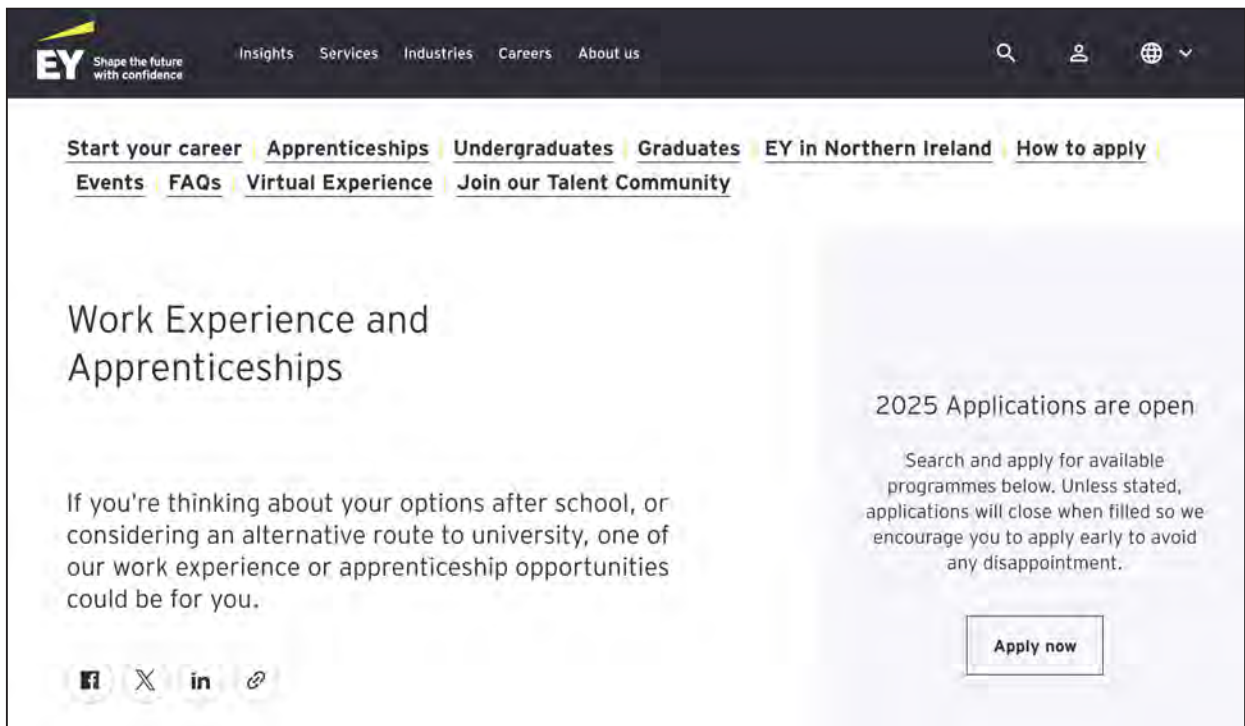 EY
Shape the future
with confidence
Insights Services Industries Careers About us
Start your career Apprenticeships Undergraduates Graduates EY in Northern Ireland How to apply
Events FAQs Virtual Experience Join our Talent Community
Work Experience and
Apprenticeships
If you're thinking about your options after school, or
considering an alternative route to university, one of
our work experience or apprenticeship opportunities
could be for you.
2025 Applications are open
Search and apply for available
programmes below. Unless stated,
applications will close when filled so we
encourage you to apply early to avoid
any disappointment.
Apply now